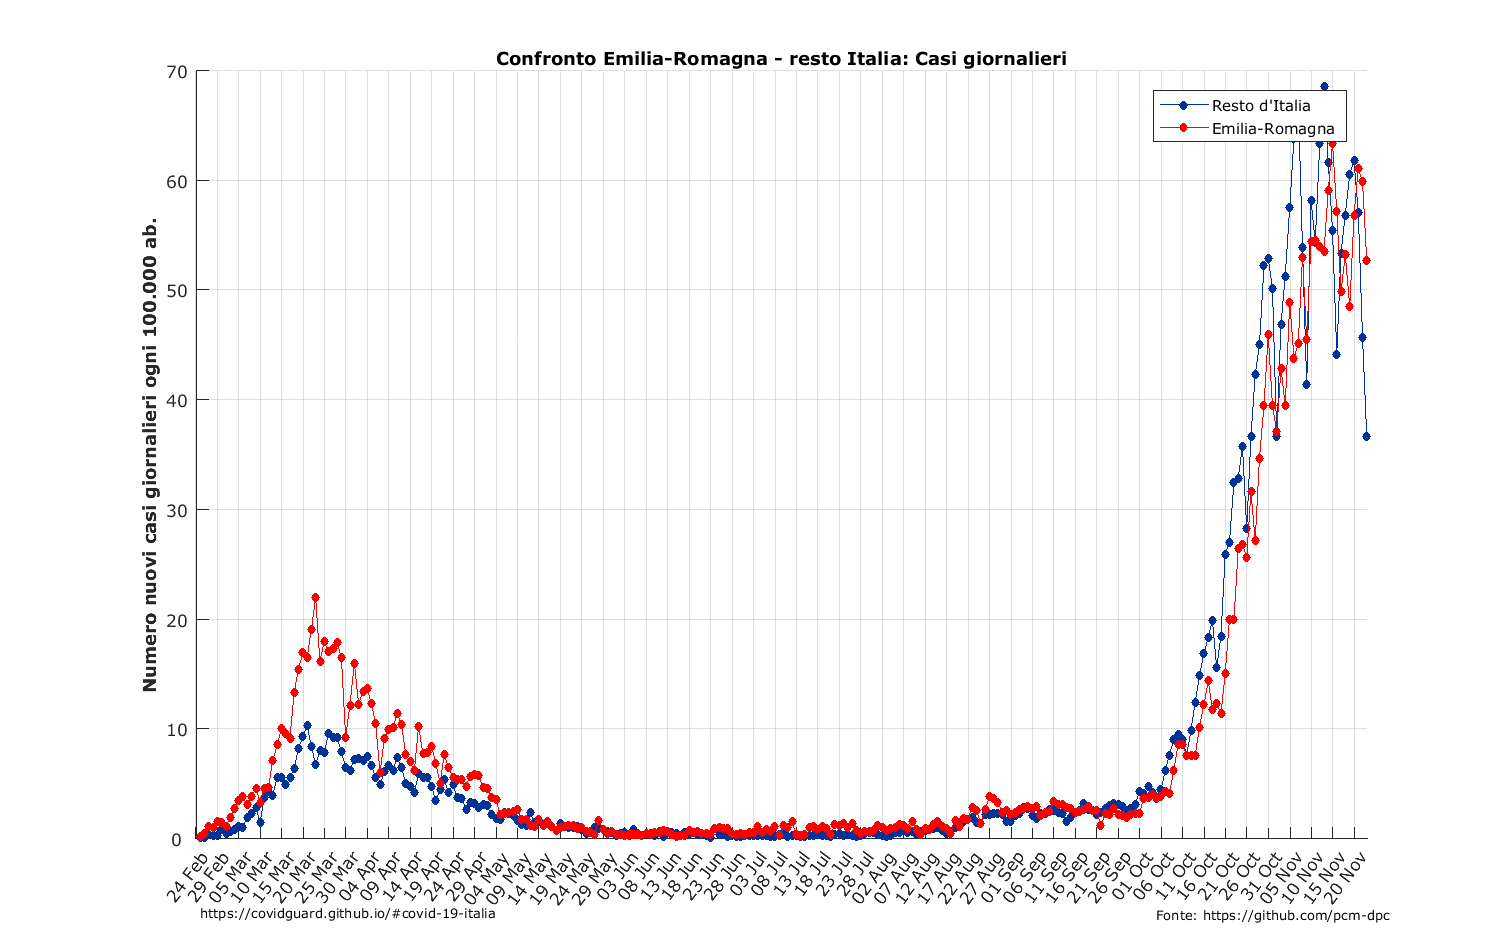 Confronto Emilia-Romagna - resto Italia: Casi giornalieri
Numero nuovi casi giornalieri ogni 100.000 ab.
70
60
50
40
30
20
10
0
Resto d'Italia
Emilia-Romagna
24 Feb
29 Feb
05 Mar
10 Mar
15 Mar
20 Mar
25 Mar
30 Mar
04 Apr
09 Apr
14 Apr
19 Apr
24 Apr
29 Apr
04 May
09 May
14 May
19 May
24 May
29 May
03 Jun
08 Jun
13 Jun
18 Jun
23 Jun
28 Jun
03 Jul
08 Jul
13 Jul
18 Jul
23 Jul
28 Jul
02 Aug
07 Aug
12 Aug
17 Aug
22 Aug
27 Aug
01 Sep
06 Sep
11 Sep
16 Sep
21 Sep
26 Sep
01 Oct
06 Oct
11 Oct
16 Oct
21 Oct
26 Oct
31 Oct
05 Nov
10 Nov
15 Nov
20 Nov
https://covidguard.github.io/#covid-19-italia
Fonte: https://github.com/pcm-dpc